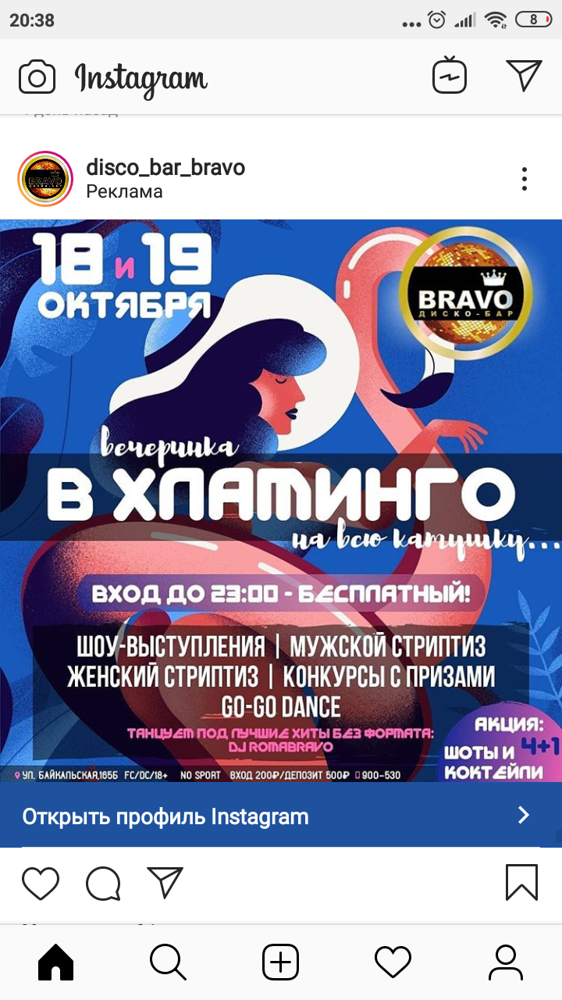 20:38
8
Instagram
disco_bar_bravo
Реклама
18 и 19
ОКТЯБРЯ
BRAVO
ДИСКО-БАР
вечеринка
В ХЛАМИНГО
на всю катушку...
ВХОД ДО 23:00 - БЕСПЛАТНЫЙ!
ШОУ-ВЫСТУПЛЕНИЯ | МУЖСКОЙ СТРИПТИЗ
ЖЕНСКИЙ СТРИПТИЗ | КОНКУРСЫ С ПРИЗАМИ
GO-GO DANCE
ТАНЦУЕМ ПОД ЛУЧШИЕ ХИТЫ БЕЗ ФОРМАТА:
DJ ROMABRAVO
АКЦИЯ:
ШОТЫ И 4+1
КОКТЕЙЛИ
УЛ. БАЙКАЛЬСКАЯ,165Б FC/DC/18+ NO SPORT ВХОД 200₽/ДЕПОЗИТ 500₽ 900-530
Открыть профиль Instagram